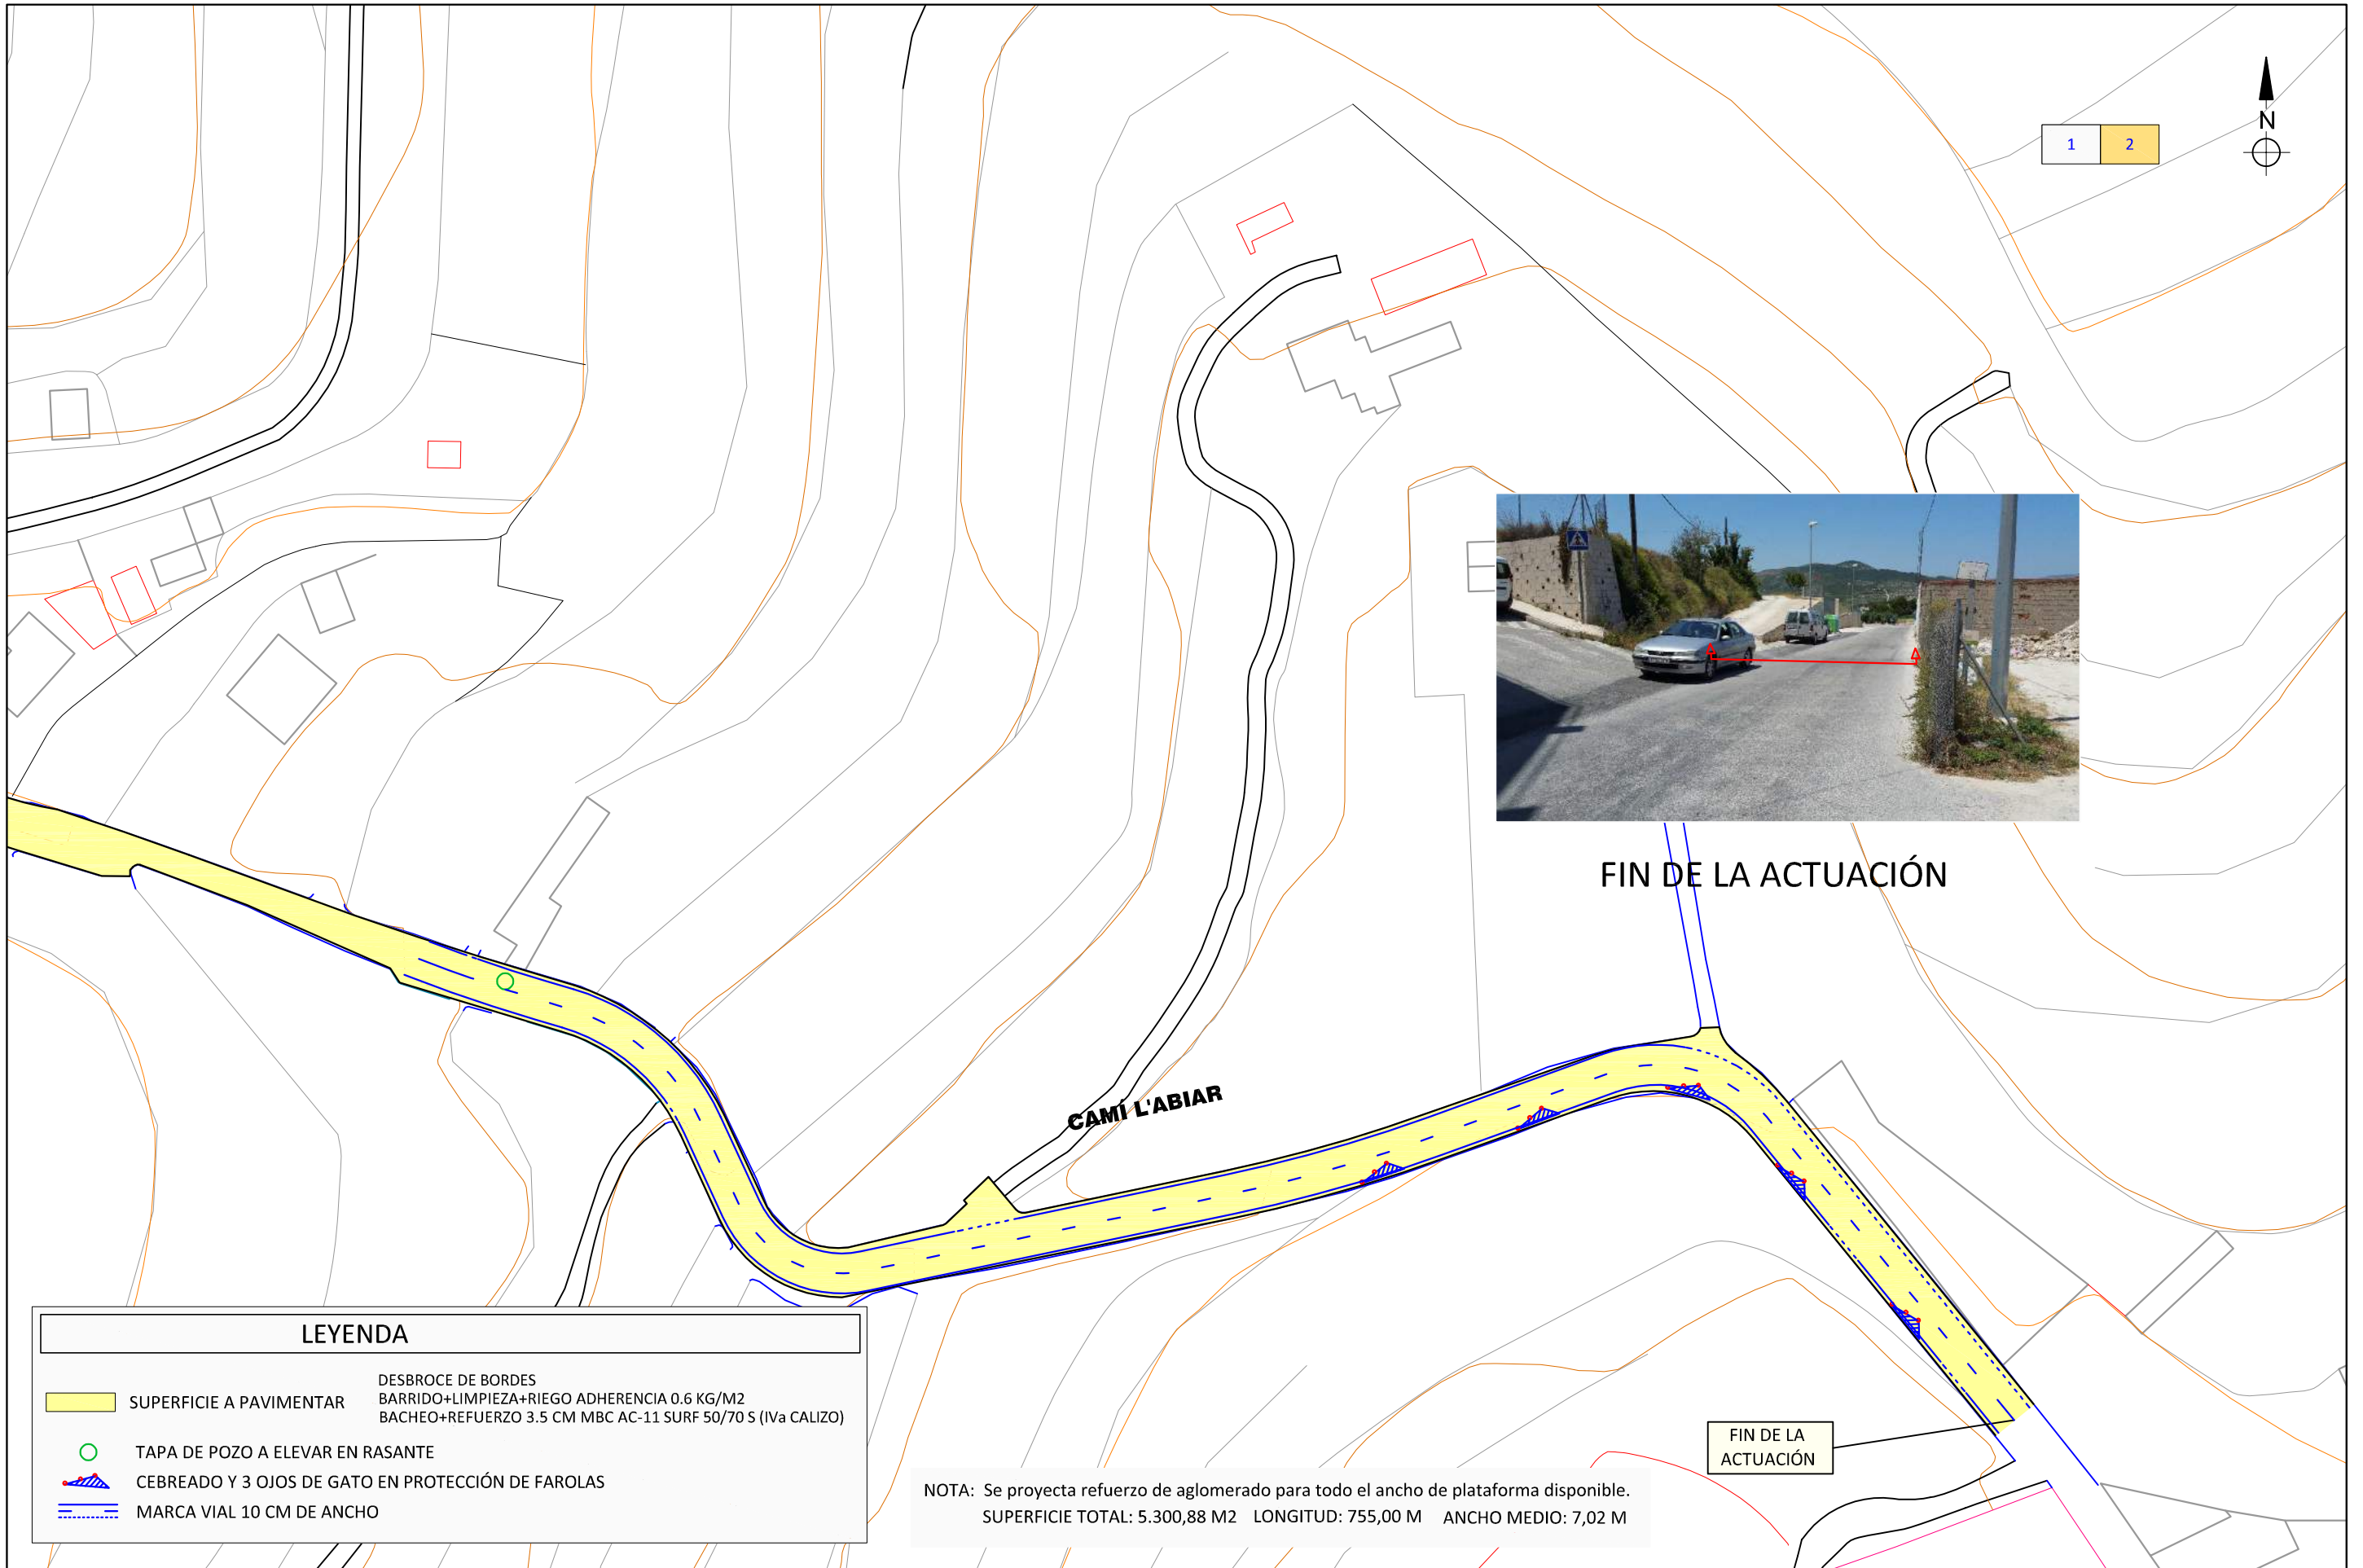 1 2
N
FIN DE LA ACTUACIÓN
CAMÍ L'ABIAR
LEYENDA
SUPERFICIE A PAVIMENTAR
DESBROCE DE BORDES
BARRIDO+LIMPIEZA+RIEGO ADHERENCIA 0.6 KG/M2
BACHEO+REFUERZO 3.5 CM MBC AC-11 SURF 50/70 S (IVa CALIZO)
TAPA DE POZO A ELEVAR EN RASANTE
CEBREADO Y 3 OJOS DE GATO EN PROTECCIÓN DE FAROLAS
MARCA VIAL 10 CM DE ANCHO
FIN DE LA
ACTUACIÓN
NOTA: Se proyecta refuerzo de aglomerado para todo el ancho de plataforma disponible.
SUPERFICIE TOTAL: 5.300,88 M2 LONGITUD: 755,00 M ANCHO MEDIO: 7,02 M